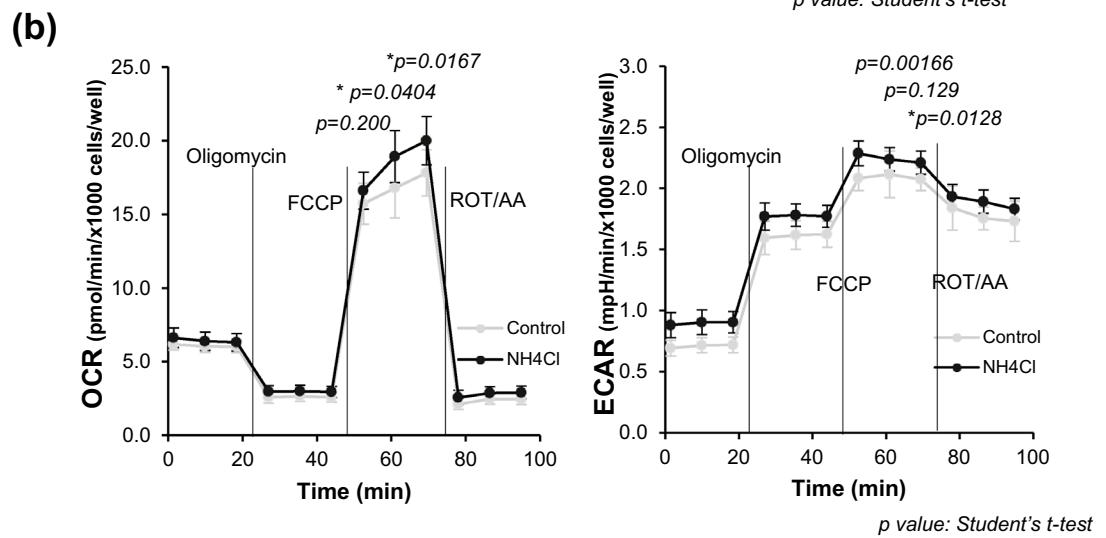 p value: Student's t-test
(b)
OCR (pmol/min/x1000 cells/well)
25.0
20.0
15.0
10.0
5.0
0.0
*p=0.0167
* p=0.0404
p=0.200
Oligomycin
FCCP
ROT/AA
Control
NH4Cl
0 20 40 60 80 100
Time (min)
ECAR (mpH/min/x1000 cells/well)
3.0
2.5
2.0
1.5
1.0
0.5
0.0
p=0.00166
p=0.129
*p=0.0128
Oligomycin
FCCP
ROT/AA
Control
NH4Cl
0 20 40 60 80 100
Time (min)
p value: Student's t-test